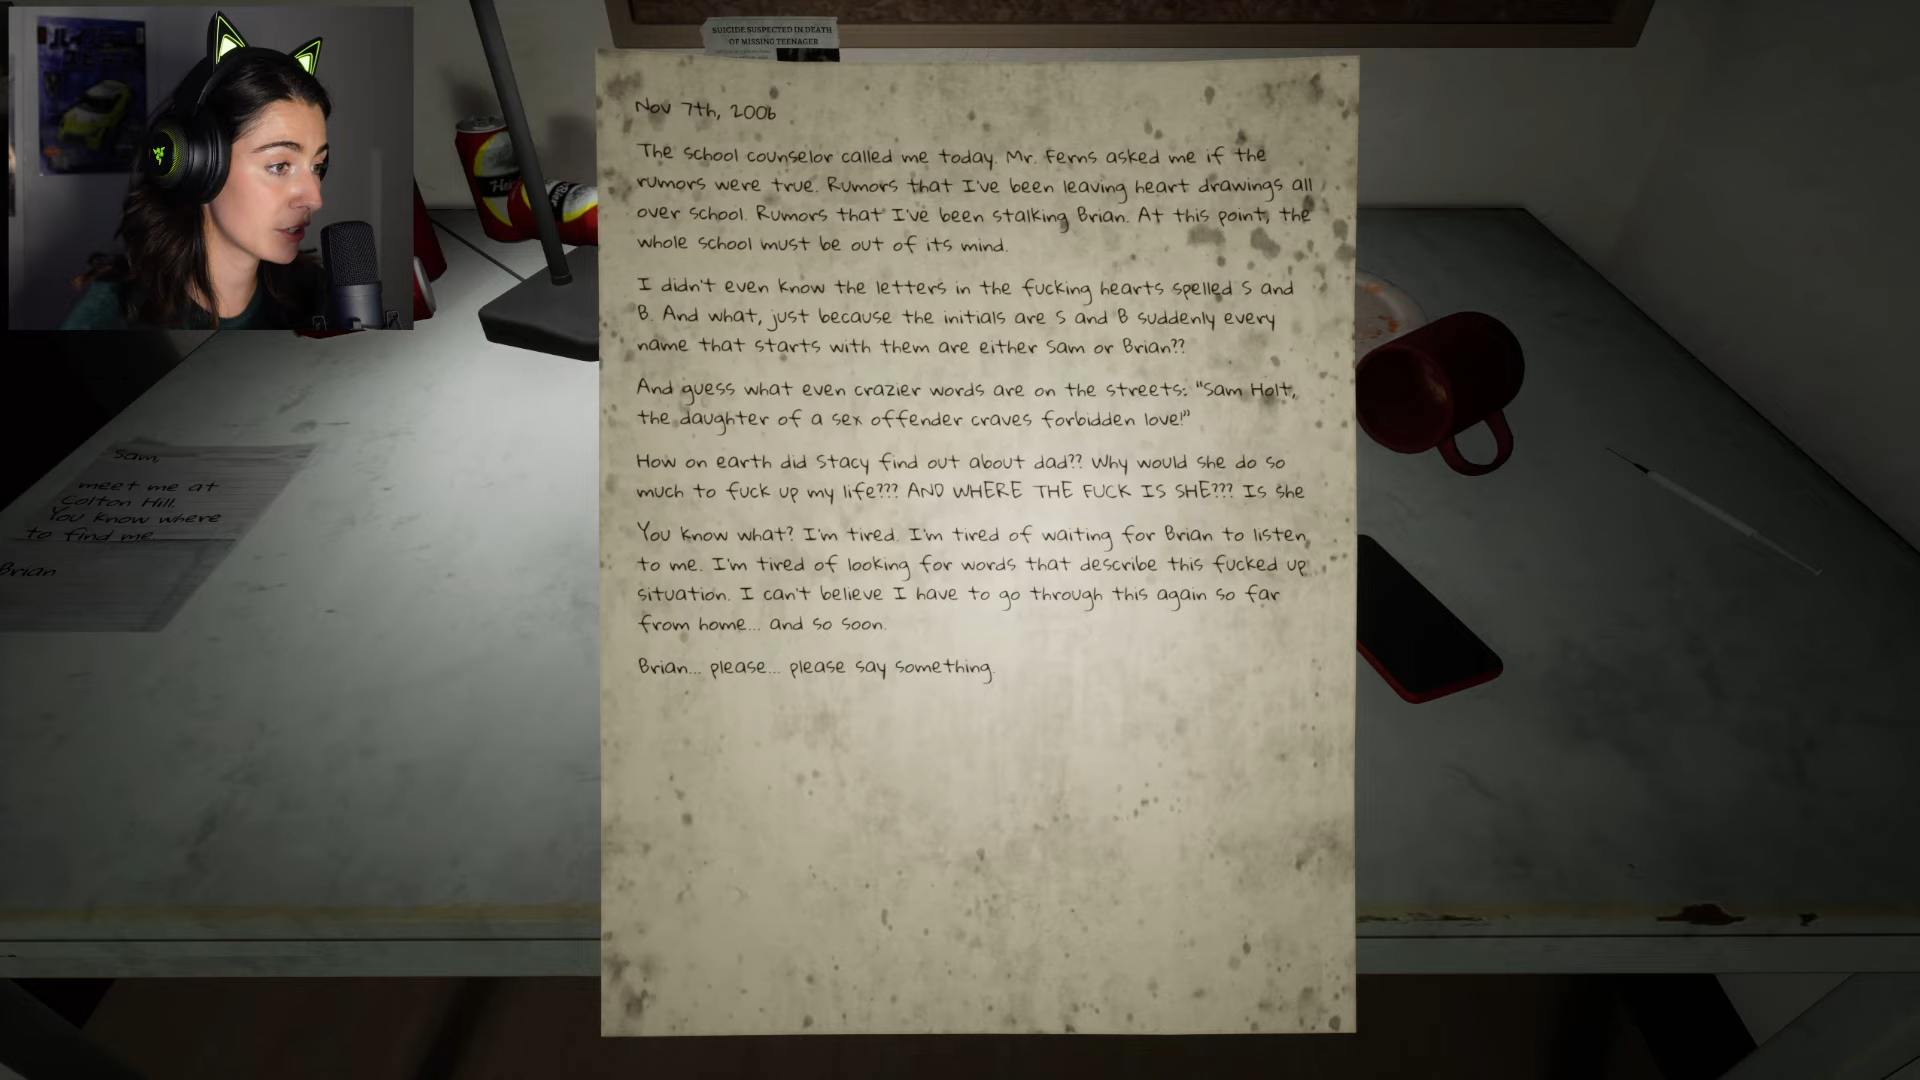 SUICIDE SUSPECTED IN DEATH
OF MISSING TEENAGER
Nov 7th, 2006
The school counselor called me today. Mr. Ferns asked me if the
rumors were true. Rumors that I've been leaving heart drawings all
over school. Rumors that I've been stalking Brian. At this point, the
whole school must be out of its mind.
I didn't even know the letters in the fucking hearts spelled S and
B. And what, just because the initials are S and B suddenly every
name that starts with them are either Sam or Brian??
And guess what even crazier words are on the streets: "Sam Holt,
the daughter of a sex offender craves forbidden love!"
How on earth did Stacy find out about dad?? Why would she do so
much to fuck up my life??? AND WHERE THE FUCK IS SHE??? Is she
You know what? I'm tired. I'm tired of waiting for Brian to listen
to me. I'm tired of looking for words that describe this fucked up
situation. I can't believe I have to go through this again so far
from home... and so soon.
Brian... please... please say something.
Sam,
meet me at
Colton Hill.
You know where
to find me
Brian